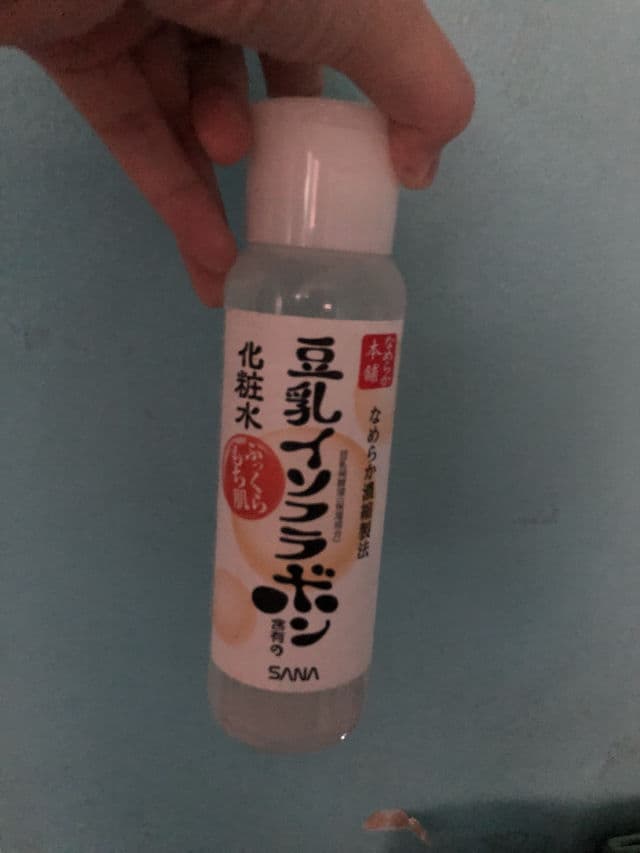 なめらか
本舗
なめらか濃縮製法
豆乳イソフラボン
含有の
化粧水
ふっくら
もち肌
SANA